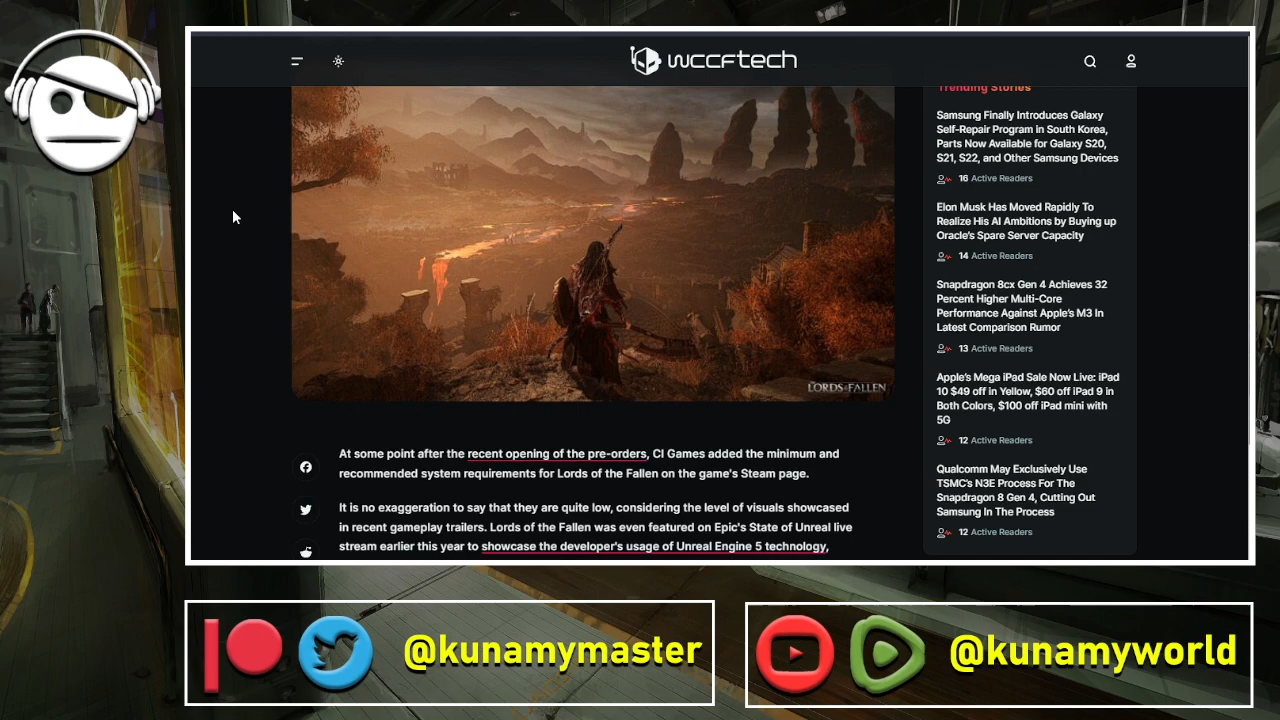 wccftech
Trending Stories
Samsung Finally Introduces Galaxy
Self-Repair Program in South Korea,
Parts Now Available for Galaxy S20,
S21, S22, and Other Samsung Devices
16 Active Readers
Elon Musk Has Moved Rapidly To
Realize His AI Ambitions by Buying up
Oracle's Spare Server Capacity
14 Active Readers
Snapdragon 8cx Gen 4 Achieves 32
Percent Higher Multi-Core
Performance Against Apple's M3 In
Latest Comparison Rumor
13 Active Readers
Apple's Mega iPad Sale Now Live: iPad
10 $49 off in Yellow, $60 off iPad 9 in
Both Colors, $100 off iPad mini with
5G
12 Active Readers
Qualcomm May Exclusively Use
TSMC's N3E Process For The
Snapdragon 8 Gen 4, Cutting Out
Samsung In The Process
12 Active Readers
LORDS OF THE FALLEN
At some point after the recent opening of the pre-orders, CI Games added the minimum and
recommended system requirements for Lords of the Fallen on the game's Steam page.
It is no exaggeration to say that they are quite low, considering the level of visuals showcased
in recent gameplay trailers. Lords of the Fallen was even featured on Epic's State of Unreal live
stream earlier this year to showcase the developer's usage of Unreal Engine 5 technology,
@kunamymaster
@kunamyworld